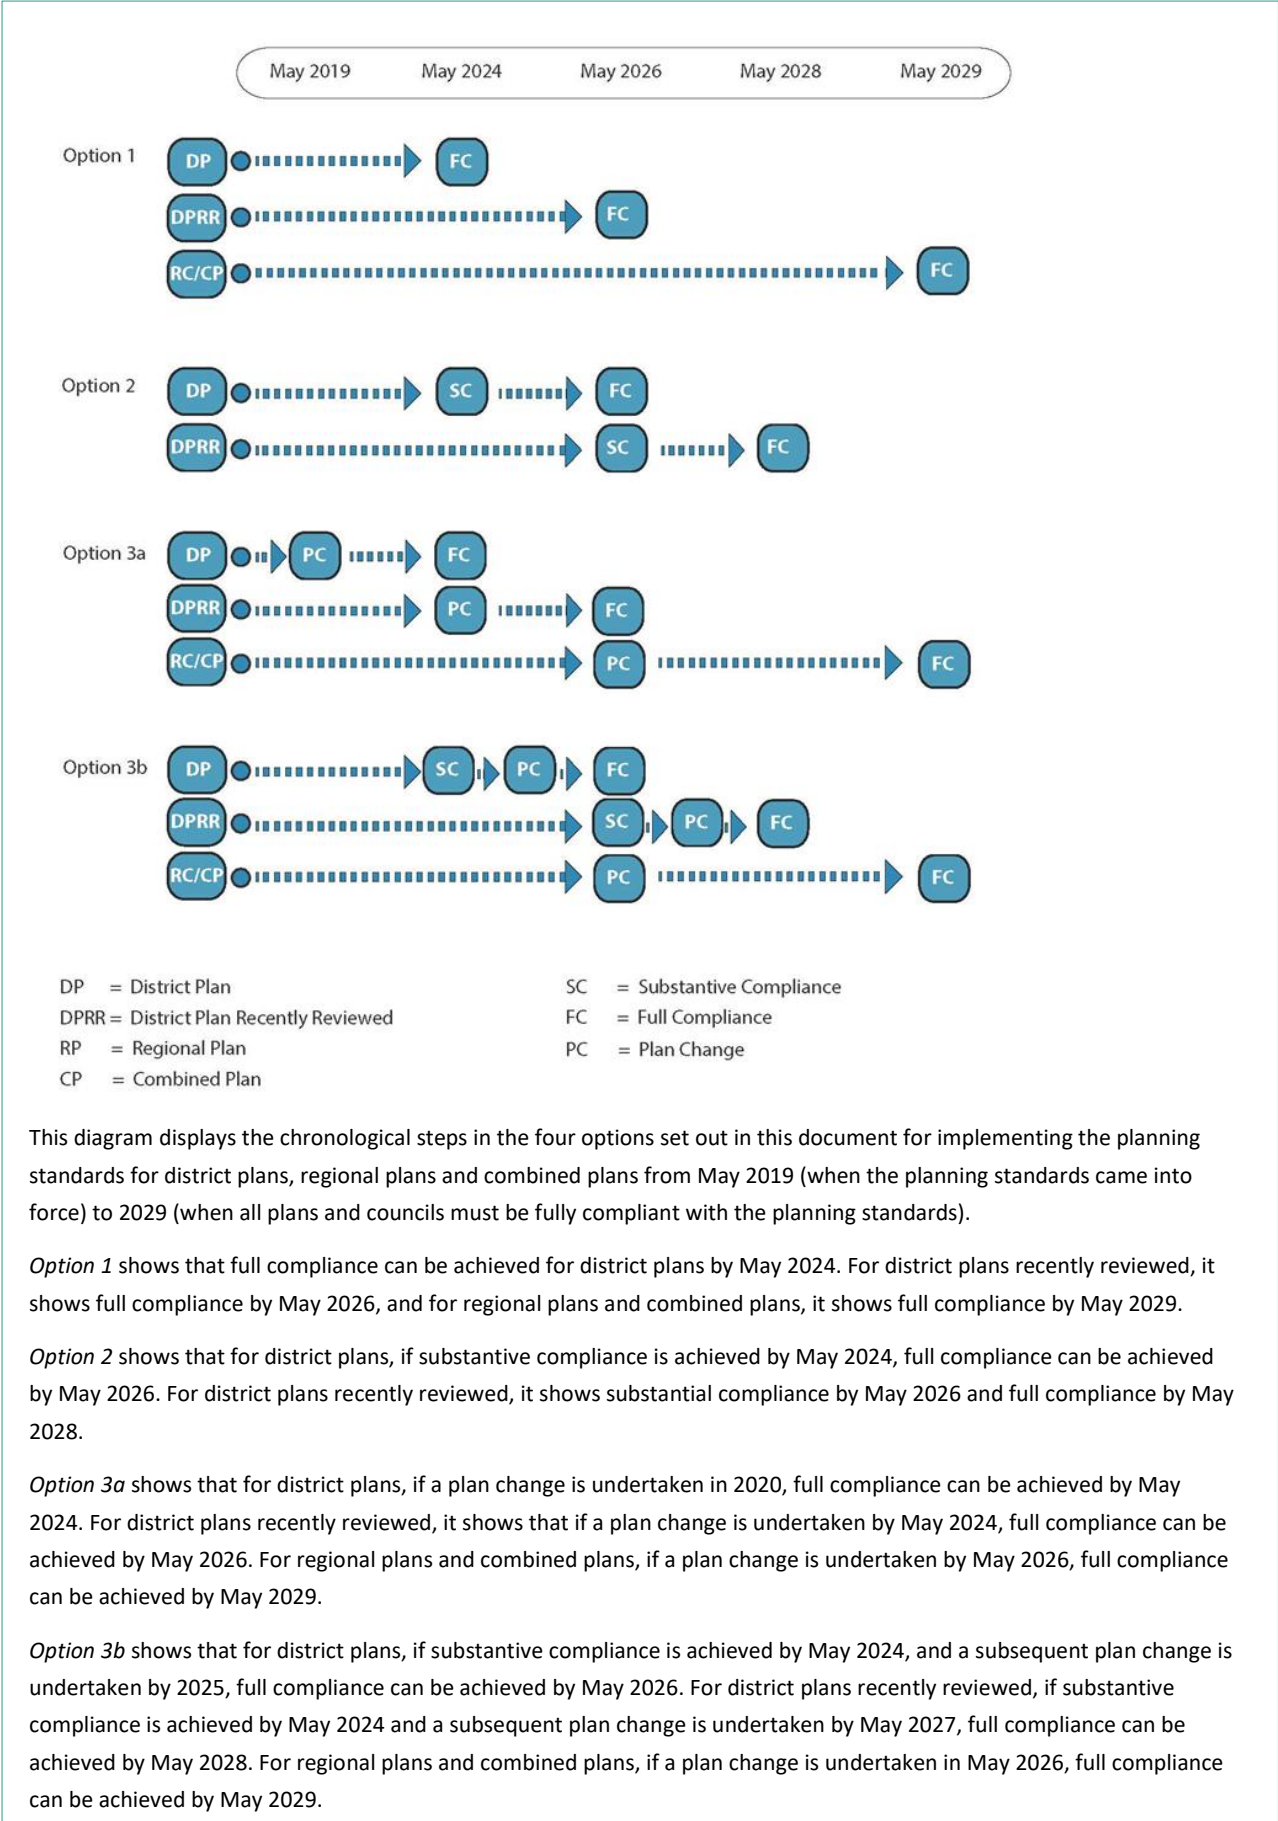 May 2019 May 2024 May 2026 May 2028 May 2029
Option 1 DP FC
DPRR FC
RC/CP FC
Option 2 DP SC FC
DPRR SC FC
Option 3a DP PC FC
DPRR PC FC
RC/CP PC FC
Option 3b DP SC PC FC
DPRR SC PC FC
RC/CP PC FC
DP = District Plan SC = Substantive Compliance
DPRR = District Plan Recently Reviewed FC = Full Compliance
RP = Regional Plan PC = Plan Change
CP = Combined Plan
This diagram displays the chronological steps in the four options set out in this document for implementing the planning
standards for district plans, regional plans and combined plans from May 2019 (when the planning standards came into
force) to 2029 (when all plans and councils must be fully compliant with the planning standards).
Option 1 shows that full compliance can be achieved for district plans by May 2024. For district plans recently reviewed, it
shows full compliance by May 2026, and for regional plans and combined plans, it shows full compliance by May 2029.
Option 2 shows that for district plans, if substantive compliance is achieved by May 2024, full compliance can be achieved
by May 2026. For district plans recently reviewed, it shows substantial compliance by May 2026 and full compliance by May
2028.
Option 3a shows that for district plans, if a plan change is undertaken in 2020, full compliance can be achieved by May
2024. For district plans recently reviewed, it shows that if a plan change is undertaken by May 2024, full compliance can be
achieved by May 2026. For regional plans and combined plans, if a plan change is undertaken by May 2026, full compliance
can be achieved by May 2029.
Option 3b shows that for district plans, if substantive compliance is achieved by May 2024, and a subsequent plan change is
undertaken by 2025, full compliance can be achieved by May 2026. For district plans recently reviewed, if substantive
compliance is achieved by May 2024 and a subsequent plan change is undertaken by May 2027, full compliance can be
achieved by May 2028. For regional plans and combined plans, if a plan change is undertaken in May 2026, full compliance
can be achieved by May 2029.